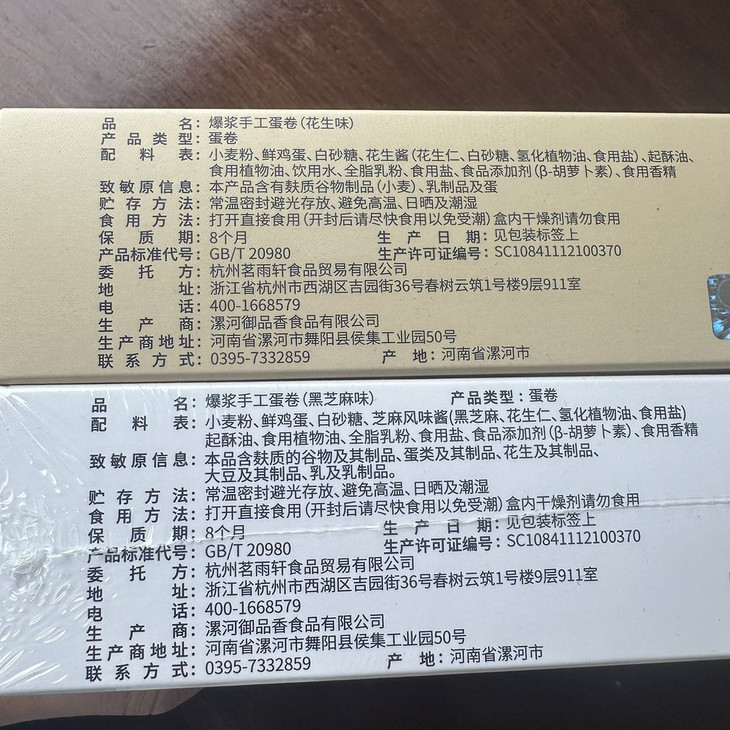 品名：爆浆手工蛋卷(花生味)
产品类型：蛋卷
配料表：小麦粉、鲜鸡蛋、白砂糖、花生酱(花生仁、白砂糖、氢化植物油、食用盐)、起酥油、
食用植物油、饮用水、全脂乳粉、食用盐、食品添加剂(β-胡萝卜素)、食用香精
致敏原信息：本产品含有麸质谷物制品(小麦)、乳制品及蛋
贮存方法：常温密封避光存放、避免高温、日晒及潮湿
食用方法：打开直接食用(开封后请尽快食用以免受潮)盒内干燥剂请勿食用
保质期：8个月 生产日期：见包装标签上
产品标准代号：GB/T 20980 生产许可证编号：SC10841112100370
委托方：杭州茗雨轩食品贸易有限公司
地址：浙江省杭州市西湖区吉园街36号春树云筑1号楼9层911室
电话：400-1668579
生产商：漯河御品香食品有限公司
生产商地址：河南省漯河市舞阳县侯集工业园50号
联系方式：0395-7332859 产地：河南省漯河市
品名：爆浆手工蛋卷(黑芝麻味) 产品类型：蛋卷
配料表：小麦粉、鲜鸡蛋、白砂糖、芝麻风味酱(黑芝麻、花生仁、氢化植物油、食用盐)
起酥油、食用植物油、全脂乳粉、食用盐、食品添加剂(β-胡萝卜素)、食用香精
致敏原信息：本品含麸质的谷物及其制品、蛋类及其制品、花生及其制品、
大豆及其制品、乳及乳制品。
贮存方法：常温密封避光存放、避免高温、日晒及潮湿
食用方法：打开直接食用(开封后请尽快食用以免受潮)盒内干燥剂请勿食用
保质期：8个月 生产日期：见包装标签上
产品标准代号：GB/T 20980 生产许可证编号：SC10841112100370
委托方：杭州茗雨轩食品贸易有限公司
地址：浙江省杭州市西湖区吉园街36号春树云筑1号楼9层911室
电话：400-1668579
生产商：漯河御品香食品有限公司
生产商地址：河南省漯河市舞阳县侯集工业园50号
联系方式：0395-7332859 产地：河南省漯河市